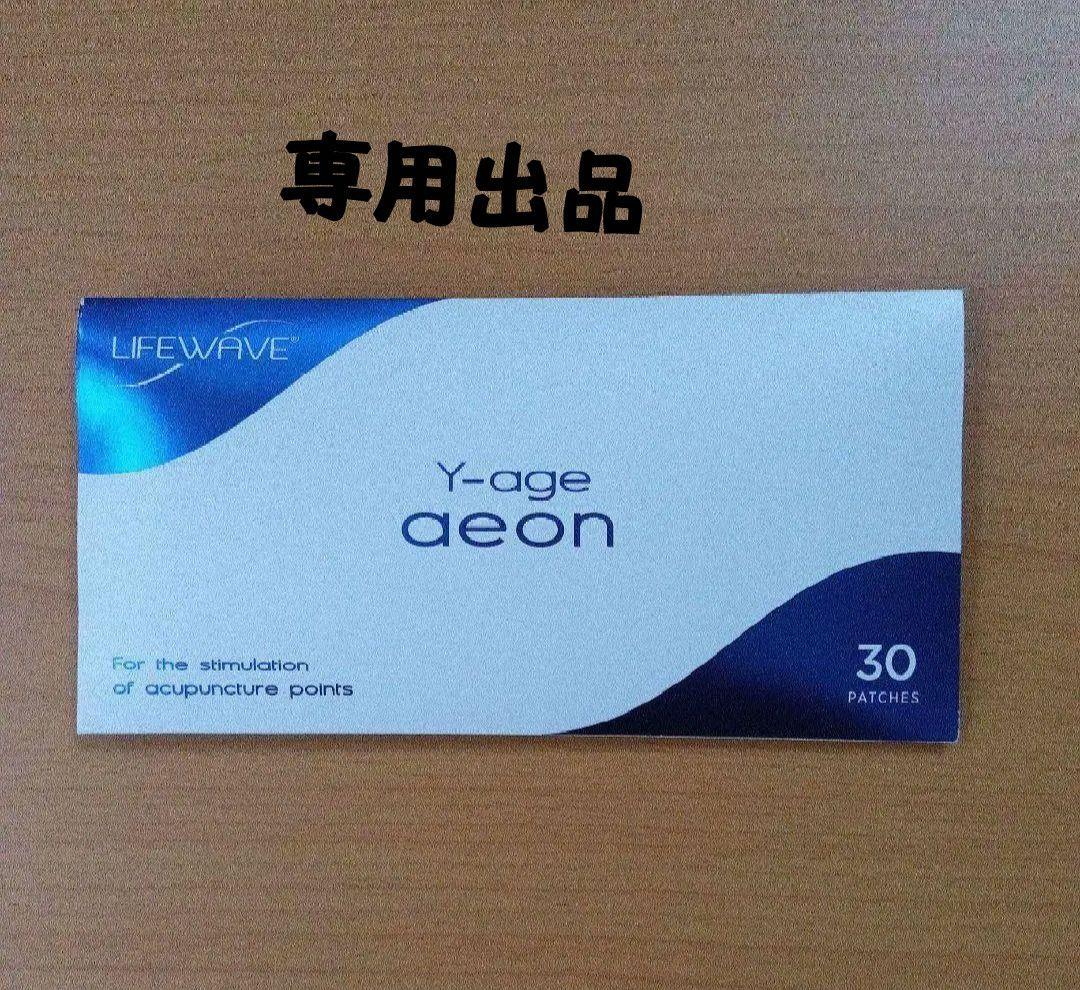 専用出品
LIFEWAVE®
Y-age
aeon
For the stimulation
of acupuncture points
30
PATCHES